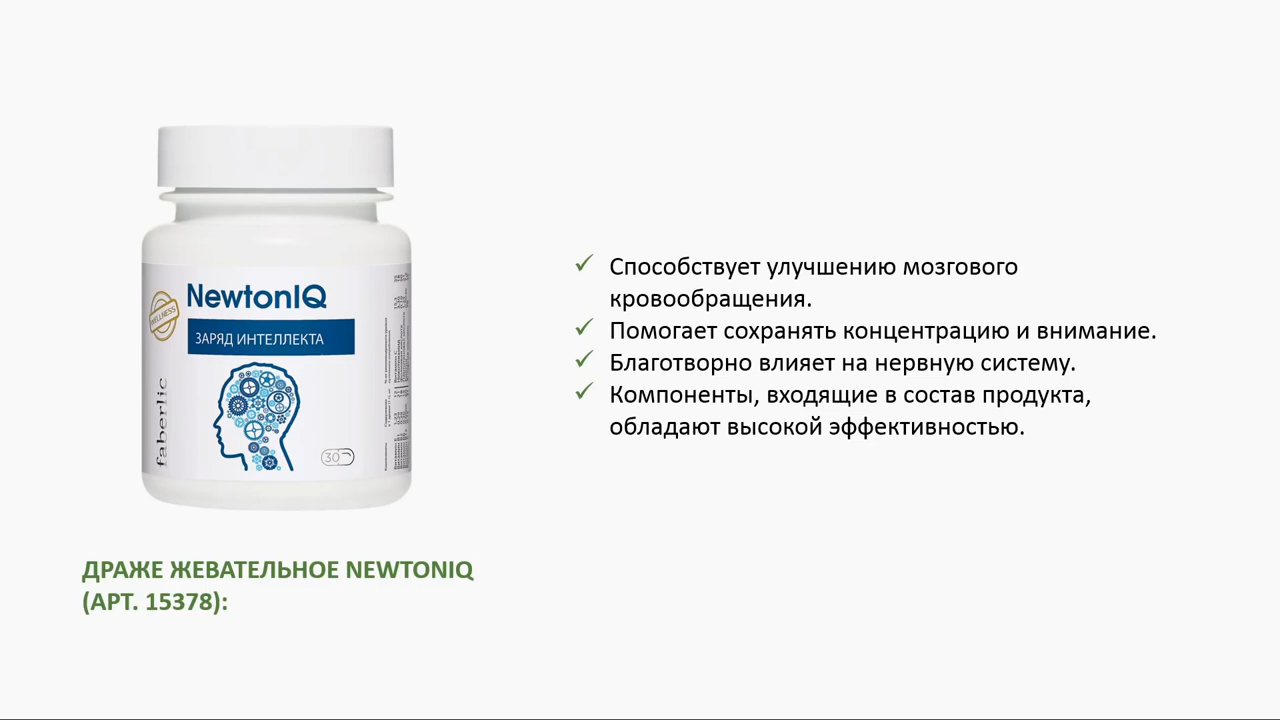 NewtonIQ
WELLNESS
ЗАРЯД ИНТЕЛЛЕКТА
faberlic
30
ДРАЖЕ ЖЕВАТЕЛЬНОЕ NEWTONIQ
(АРТ. 15378):
Способствует улучшению мозгового
кровообращения.
Помогает сохранять концентрацию и внимание.
Благотворно влияет на нервную систему.
Компоненты, входящие в состав продукта,
обладают высокой эффективностью.